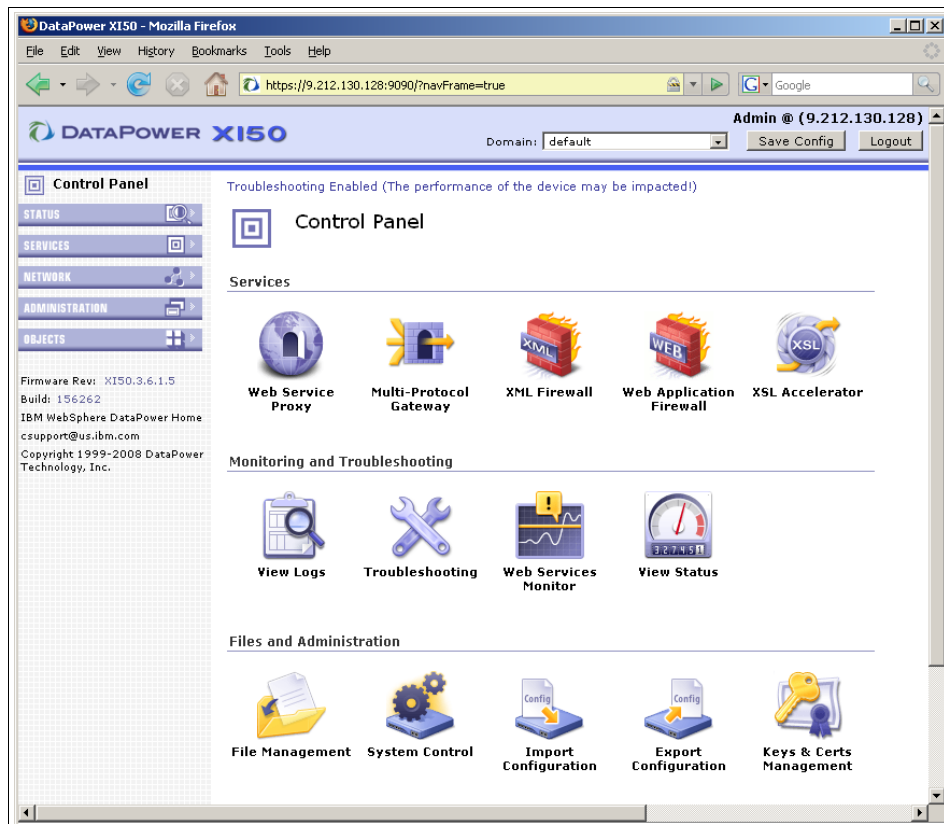 DataPower XI50 - Mozilla Firefox
File Edit View History Bookmarks Tools Help
https://9.212.130.128:9090/?navFrame=true
G Google
DATAPOWER XI50
Admin @ (9.212.130.128)
Domain: default
Save Config Logout
Control Panel
STATUS
SERVICES
NETWORK
ADMINISTRATION
OBJECTS
Firmware Rev: XI50.3.6.1.5
Build: 156262
IBM WebSphere DataPower Home
csupport@us.ibm.com
Copyright 1999-2008 DataPower
Technology, Inc.
Troubleshooting Enabled (The performance of the device may be impacted!)
Control Panel
Services
XML
WEB
XSL
Web Service
Proxy
Multi-Protocol
Gateway
XML Firewall
Web Application
Firewall
XSL Accelerator
Monitoring and Troubleshooting
!
327451
View Logs
Troubleshooting
Web Services
Monitor
View Status
Files and Administration
Config
Config
File Management
System Control
Import
Configuration
Export
Configuration
Keys & Certs
Management